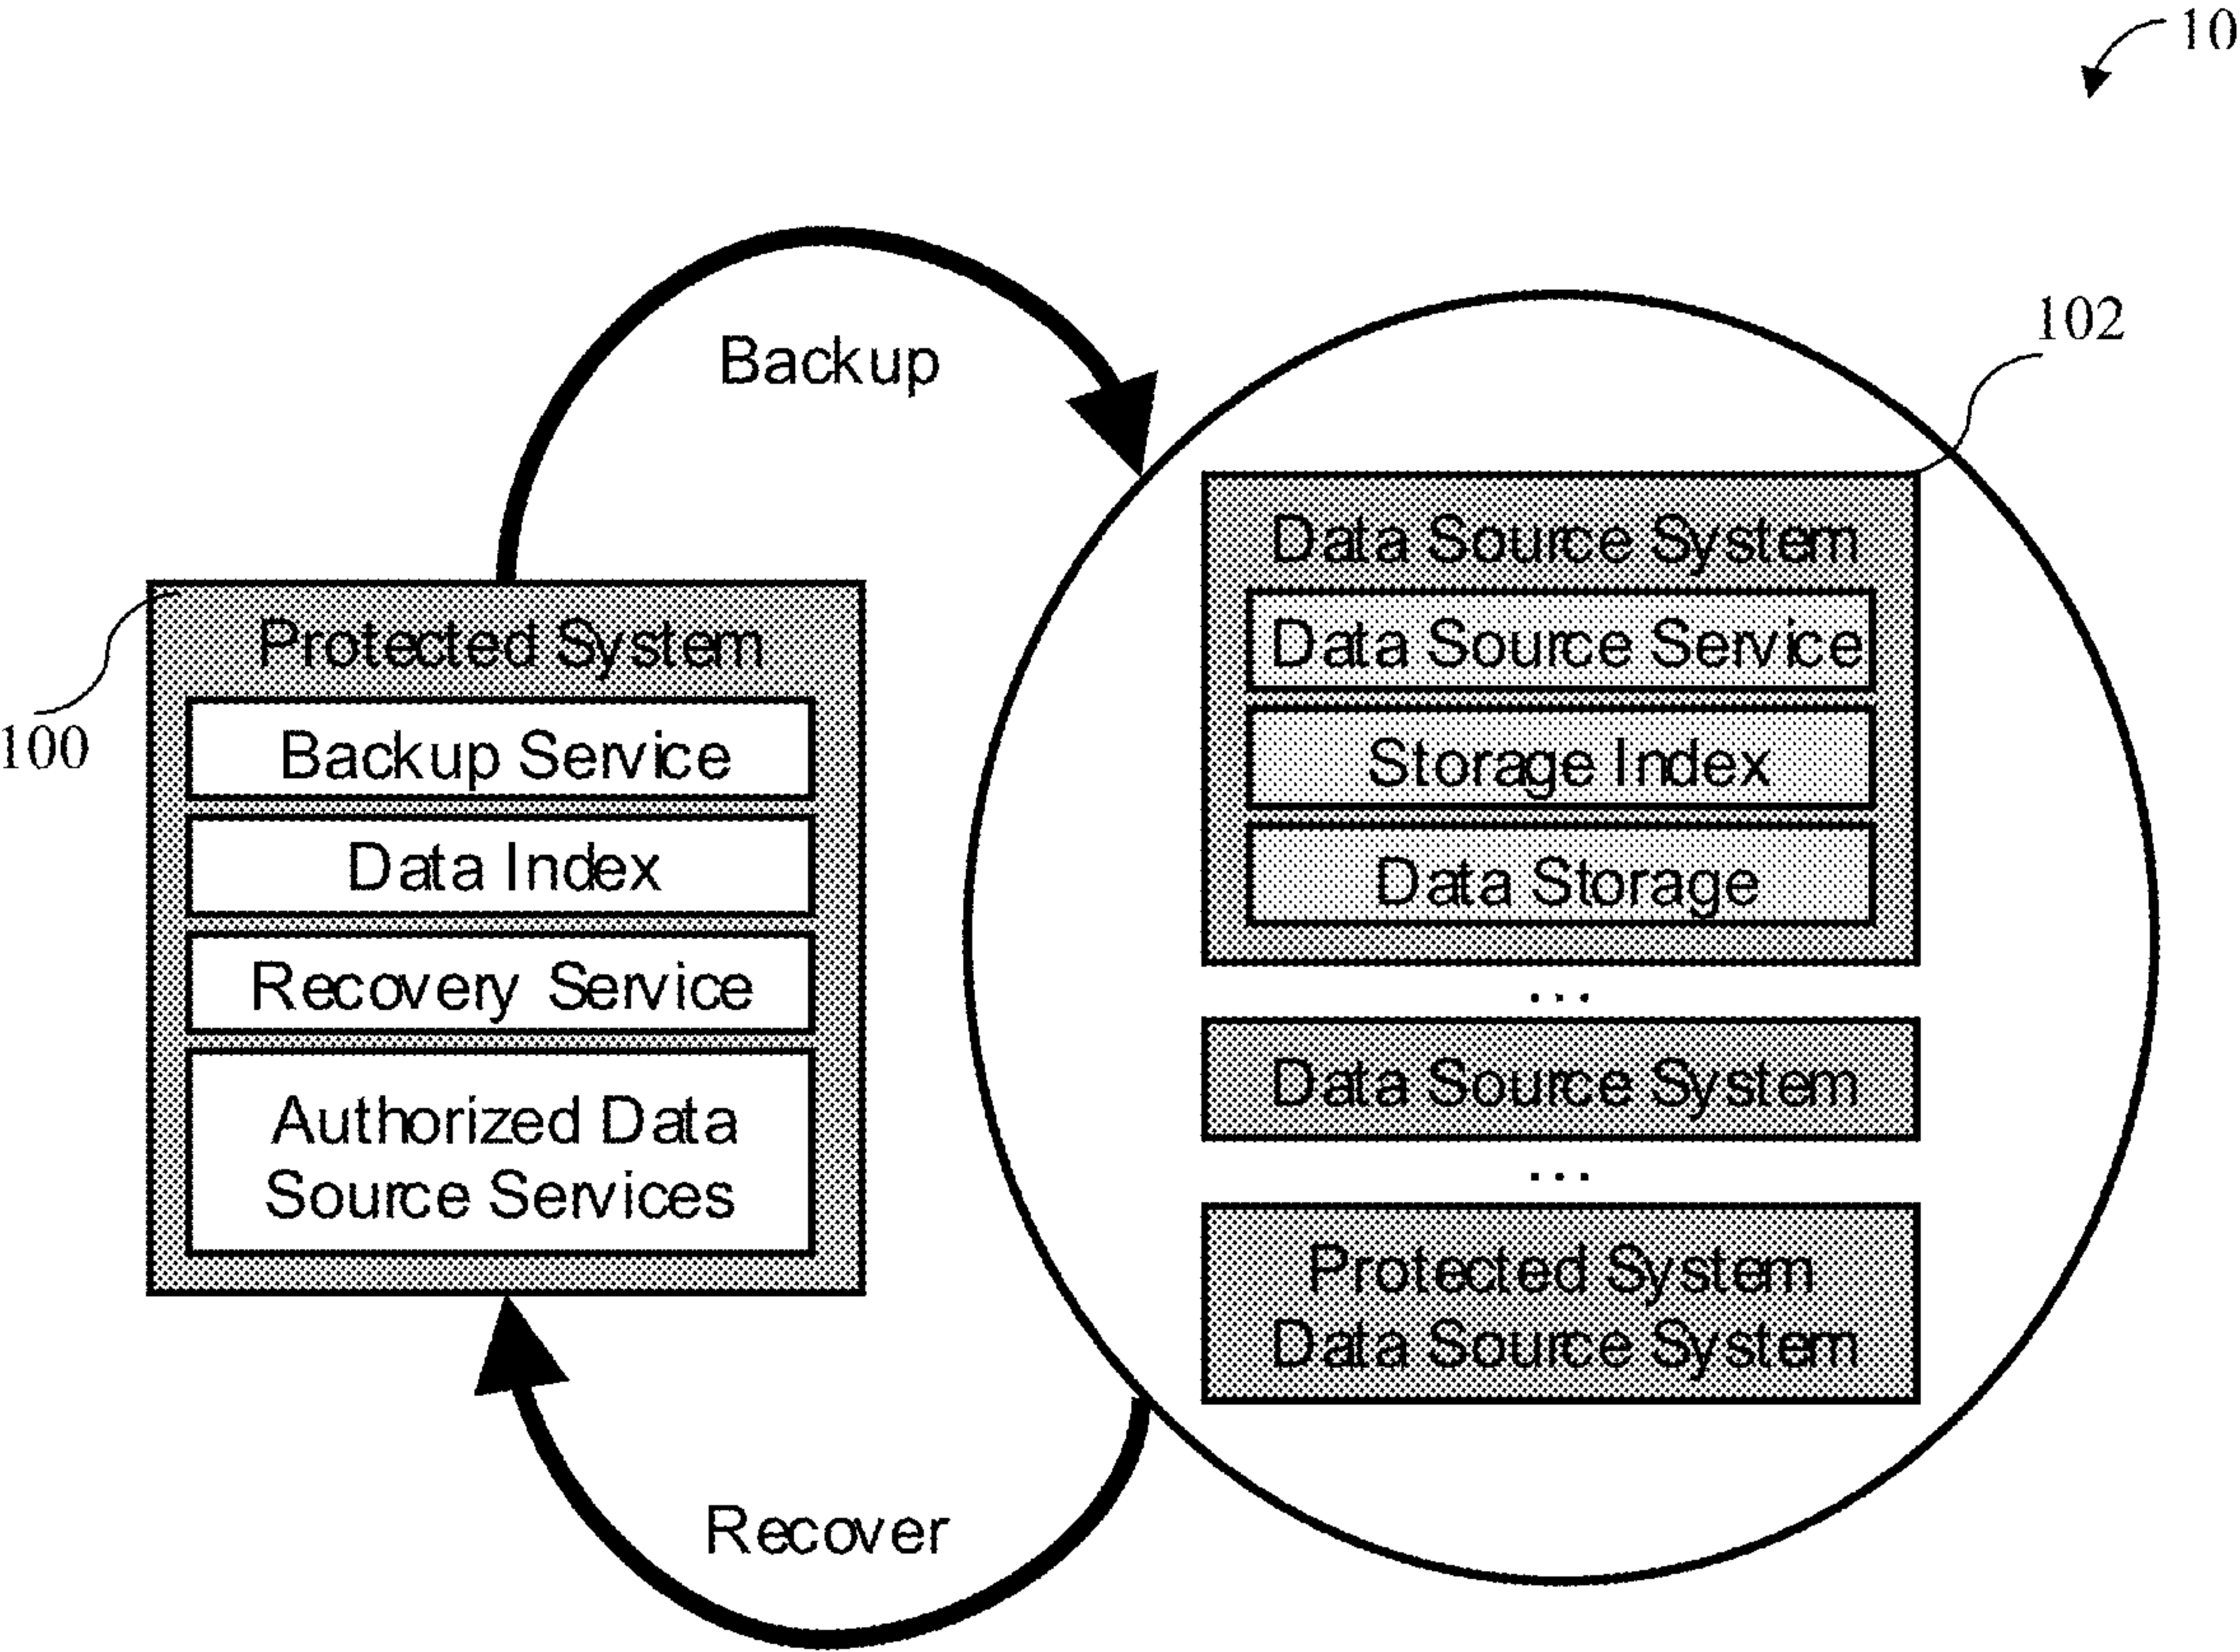 10
102
Backup
Protected System
100
Backup Service
Data Index
Recovery Service
Authorized Data
Source Services
Data Source System
Data Source Service
Storage Index
Data Storage
...
Data Source System
...
Protected System
Data Source System
Recover